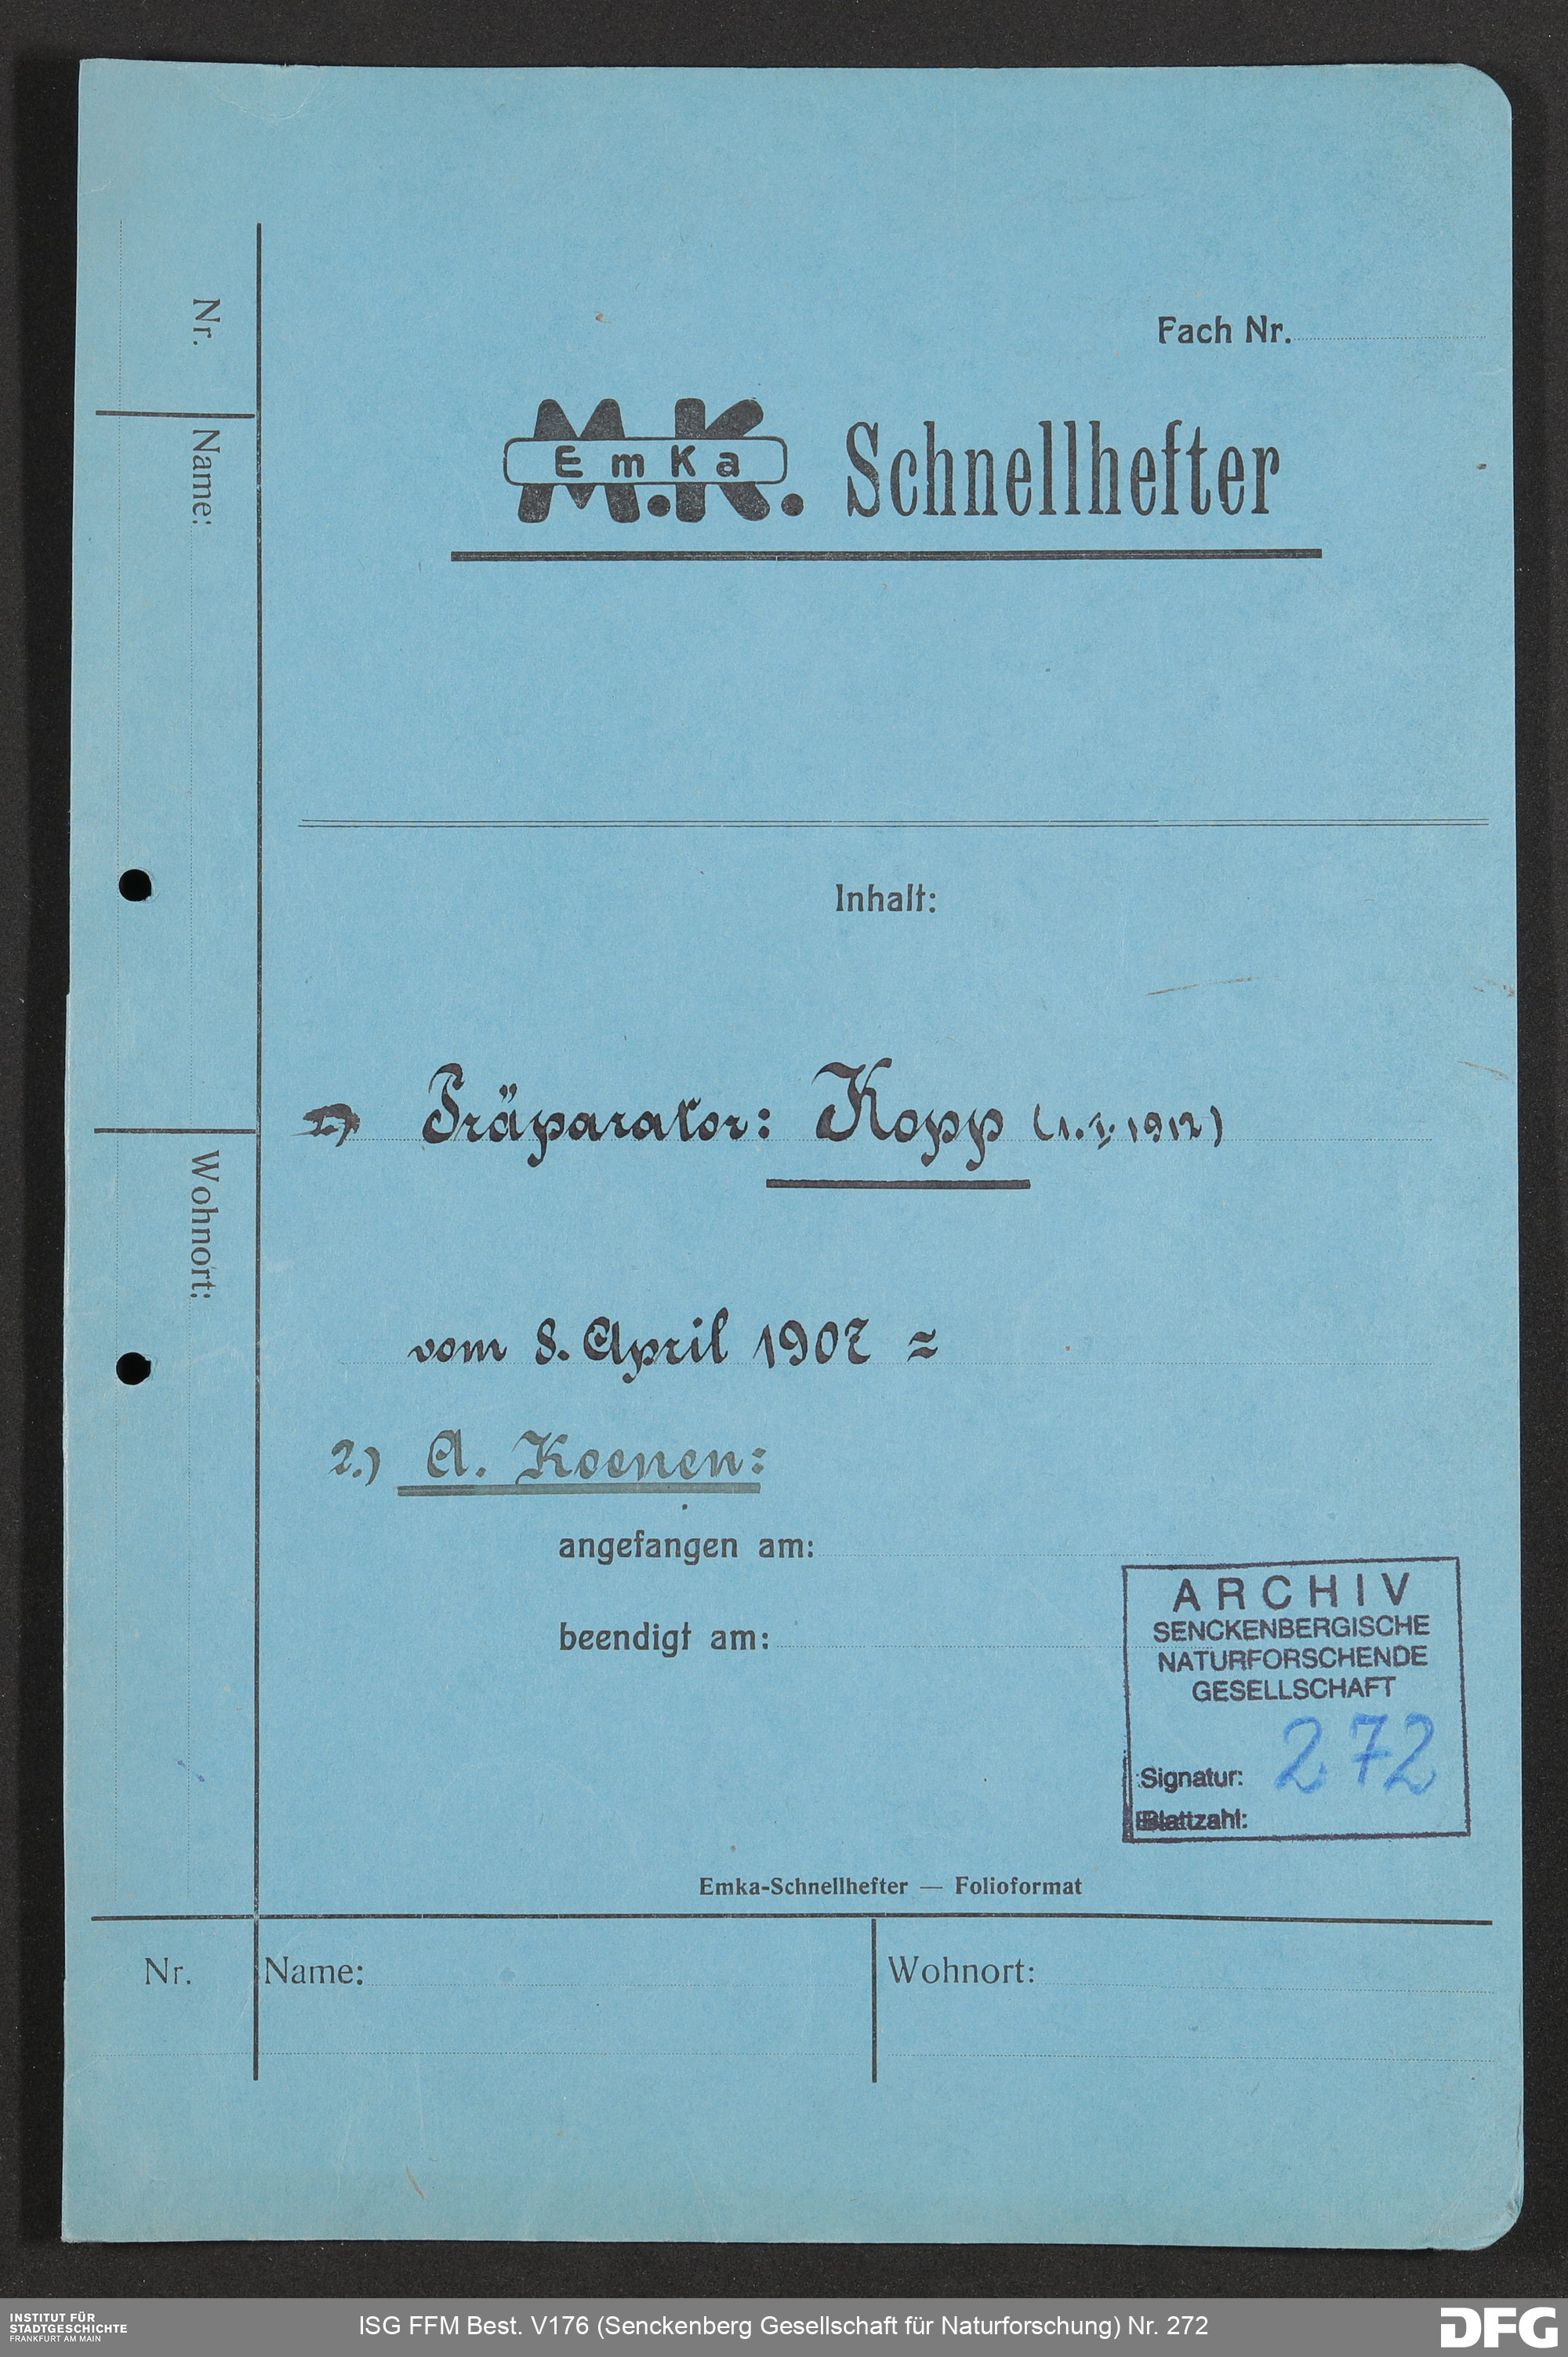 Nr.
Name:
Wohnort:
Fach Nr.
M.K.
EmKa
Schnellhefter
Inhalt:
1.) Präparator: Kopp (1.1.1912)
vom 8. April 1907 =
2.) A. Koenen:
angefangen am:
beendigt am:
ARCHIV
SENCKENBERGISCHE
NATURFORSCHENDE
GESELLSCHAFT
Signatur: 272
Blattzahl:
Emka-Schnellhefter — Folioformat
Nr. Name: Wohnort:
INSTITUT FÜR
STADTGESCHICHTE
FRANKFURT AM MAIN
ISG FFM Best. V176 (Senckenberg Gesellschaft für Naturforschung) Nr. 272
DFG